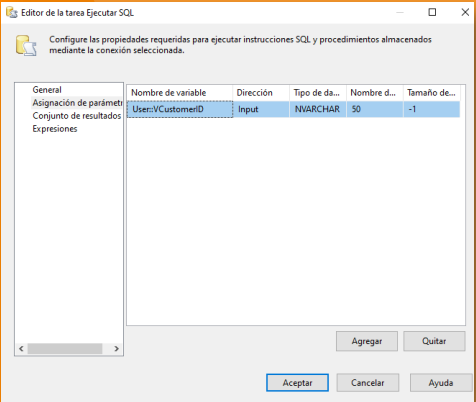 Editor de la tarea Ejecutar SQL
Configure las propiedades requeridas para ejecutar instrucciones SQL y procedimientos almacenados
mediante la conexión seleccionada.
General
Asignación de parámetr
Conjunto de resultados
Expresiones
Nombre de variable Dirección Tipo de da... Nombre d... Tamaño de...
User::VCustomerID Input NVARCHAR 50 -1
Agregar Quitar
Aceptar Cancelar Ayuda